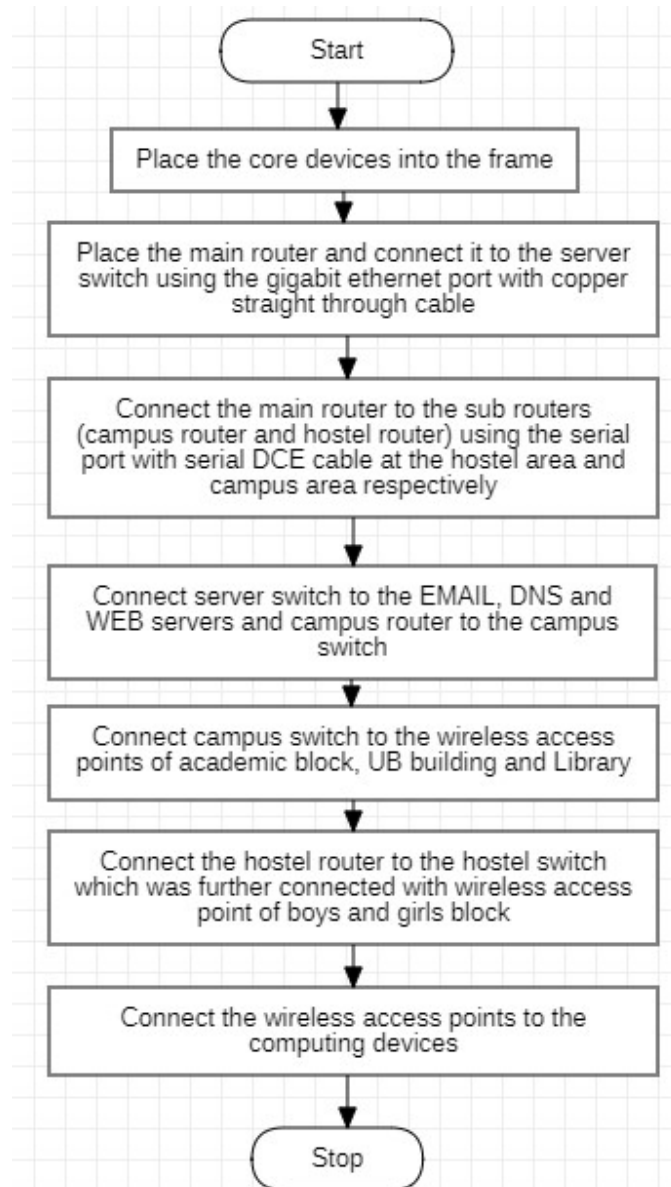 Start
Place the core devices into the frame
Place the main router and connect it to the server
switch using the gigabit ethernet port with copper
straight through cable
Connect the main router to the sub routers
(campus router and hostel router) using the serial
port with serial DCE cable at the hostel area and
campus area respectively
Connect server switch to the EMAIL, DNS and
WEB servers and campus router to the campus
switch
Connect campus switch to the wireless access
points of academic block, UB building and Library
Connect the hostel router to the hostel switch
which was further connected with wireless access
point of boys and girls block
Connect the wireless access points to the
computing devices
Stop